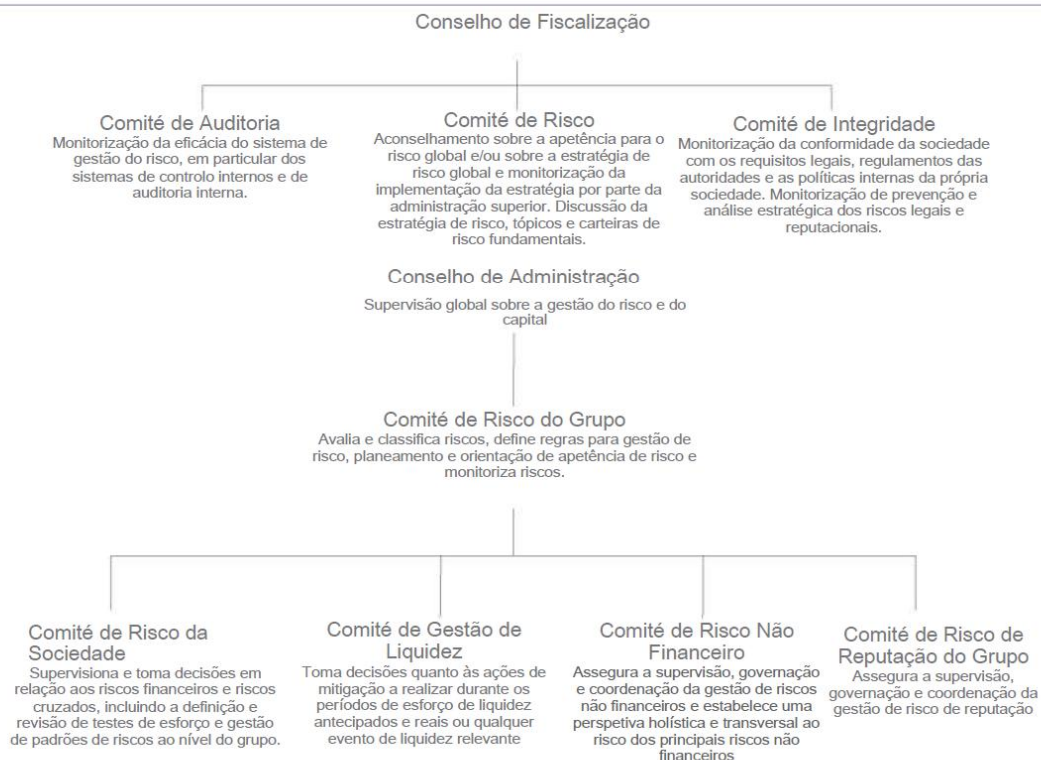 Conselho de Fiscalização
Comité de Auditoria
Monitorização da eficácia do sistema de
gestão do risco, em particular dos
sistemas de controlo internos e de
auditoria interna.
Comité de Risco
Aconselhamento sobre a apetência para o
risco global e/ou sobre a estratégia de
risco global e monitorização da
implementação da estratégia por parte da
administração superior. Discussão da
estratégia de risco, tópicos e carteiras de
risco fundamentais.
Comité de Integridade
Monitorização da conformidade da sociedade
com os requisitos legais, regulamentos das
autoridades e as políticas internas da própria
sociedade. Monitorização de prevenção e
análise estratégica dos riscos legais e
reputacionais.
Conselho de Administração
Supervisão global sobre a gestão do risco e do
capital
Comité de Risco do Grupo
Avalia e classifica riscos, define regras para gestão de
risco, planeamento e orientação de apetência de risco e
monitoriza riscos.
Comité de Risco da
Sociedade
Supervisiona e toma decisões em
relação aos riscos financeiros e riscos
cruzados, incluindo a definição e
revisão de testes de esforço e gestão
de padrões de riscos ao nível do grupo.
Comité de Gestão de
Liquidez
Toma decisões quanto às ações de
mitigação a realizar durante os
períodos de esforço de liquidez
antecipados e reais ou qualquer
evento de liquidez relevante
Comité de Risco Não
Financeiro
Assegura a supervisão, governação
e coordenação da gestão de riscos
não financeiros e estabelece uma
perspetiva holística e transversal ao
risco dos principais riscos não
financeiros
Comité de Risco de
Reputação do Grupo
Assegura a supervisão,
governação e coordenação da
gestão de risco de reputação